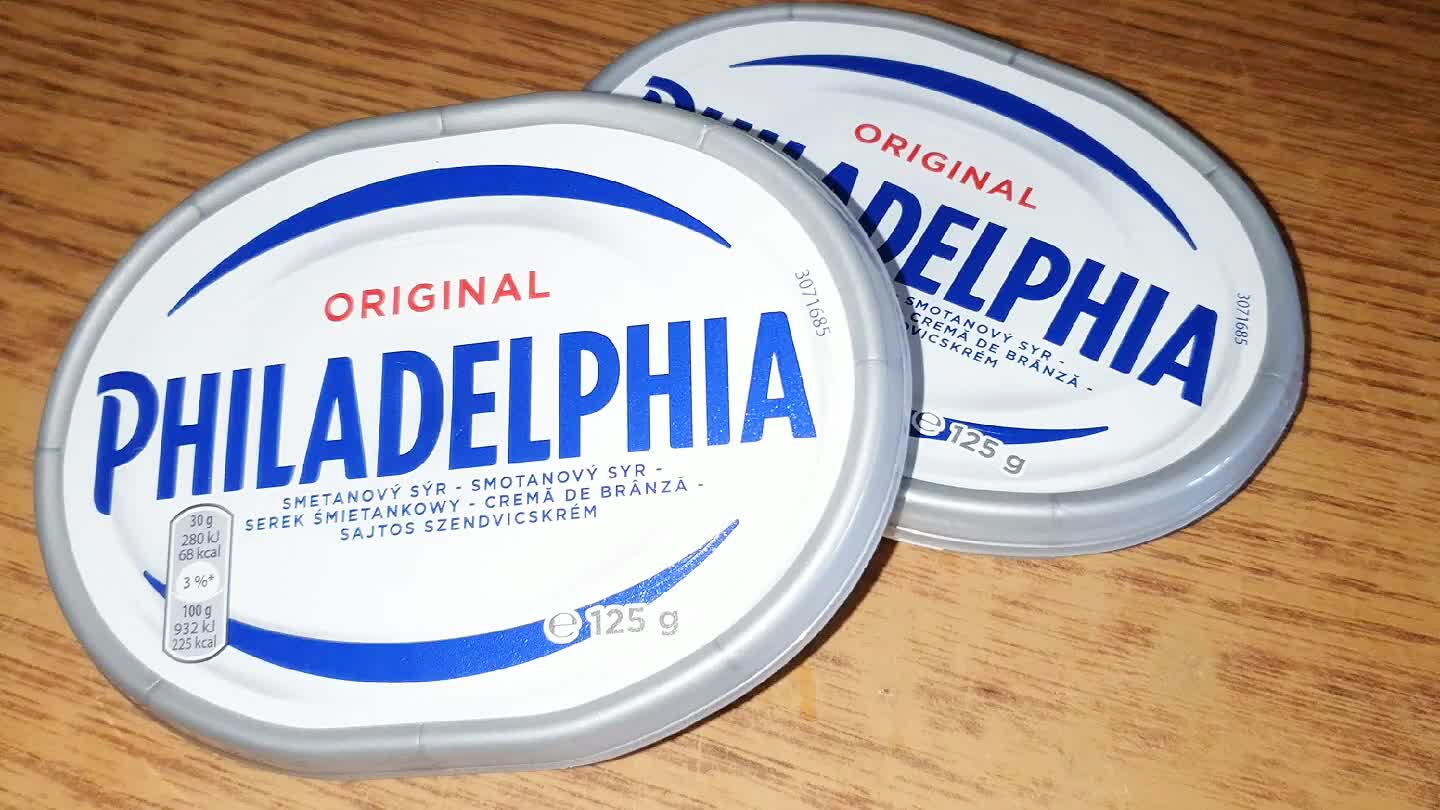 ORIGINAL
PHILADELPHIA
SMETANOVÝ SÝR - SMOTANOVÝ SYR -
SEREK ŚMIETANKOWY - CREMĂ DE BRÂNZĂ -
SAJTOS SZENDVICSKRÉM
3071685
30 g
280 kJ
68 kcal
3 %*
100 g
932 kJ
225 kcal
e 125 g
ORIGINAL
PHILADELPHIA
SMOTANOVÝ SYR -
CREMĂ DE BRÂNZĂ -
3071685
e 125 g